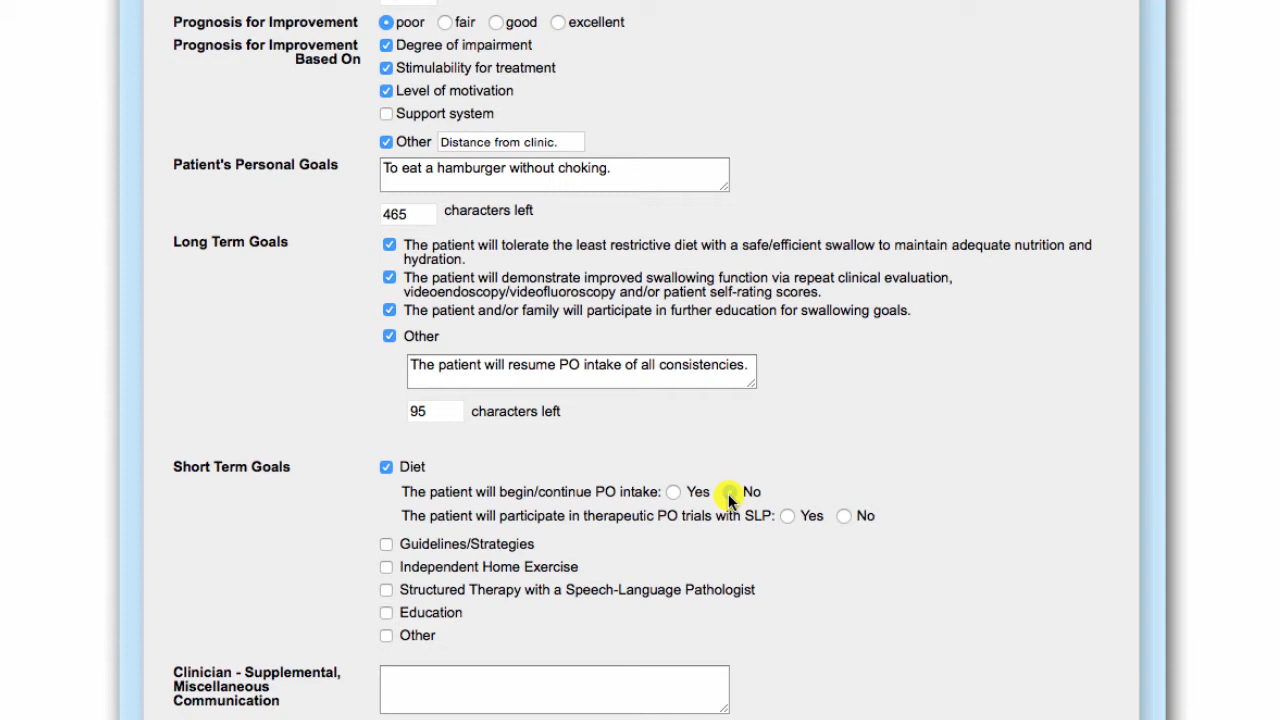 Prognosis for Improvement poor fair good excellent
Prognosis for Improvement Based On
Degree of impairment
Stimulability for treatment
Level of motivation
Support system
Other Distance from clinic.
Patient's Personal Goals
To eat a hamburger without choking.
465 characters left
Long Term Goals
The patient will tolerate the least restrictive diet with a safe/efficient swallow to maintain adequate nutrition and
hydration.
The patient will demonstrate improved swallowing function via repeat clinical evaluation,
videoendoscopy/videofluoroscopy and/or patient self-rating scores.
The patient and/or family will participate in further education for swallowing goals.
Other
The patient will resume PO intake of all consistencies.
95 characters left
Short Term Goals Diet
The patient will begin/continue PO intake: Yes No
The patient will participate in therapeutic PO trials with SLP: Yes No
Guidelines/Strategies
Independent Home Exercise
Structured Therapy with a Speech-Language Pathologist
Education
Other
Clinician - Supplemental,
Miscellaneous
Communication